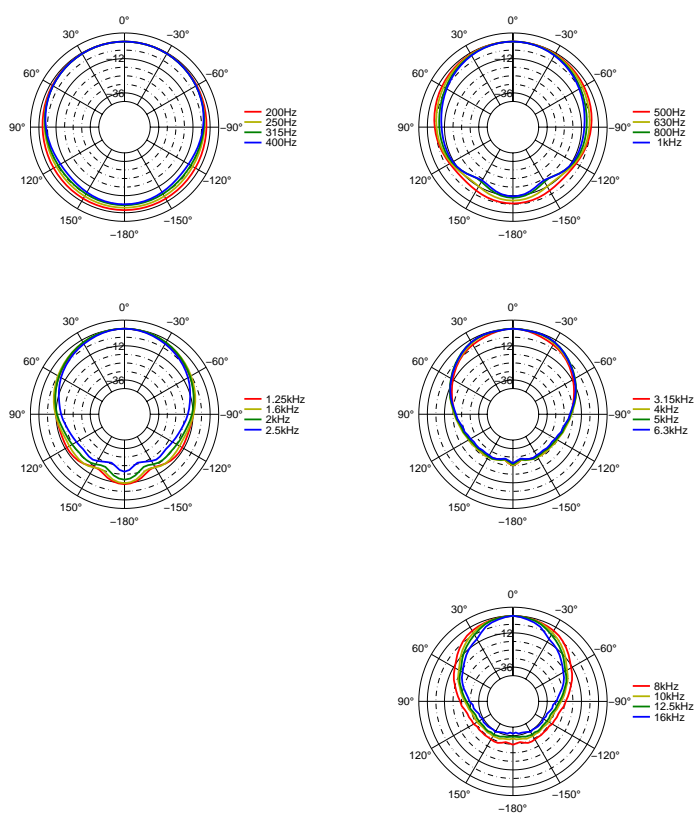 0°
30° −30°
−12
60° −60°
−36
90° −90°
120° −120°
150° −150°
−180°
200Hz
250Hz
315Hz
400Hz
0°
30° −30°
−12
60° −60°
−36
90° −90°
120° −120°
150° −150°
−180°
500Hz
630Hz
800Hz
1kHz
0°
30° −30°
−12
60° −60°
−36
90° −90°
120° −120°
150° −150°
−180°
1.25kHz
1.6kHz
2kHz
2.5kHz
0°
30° −30°
−12
60° −60°
−36
90° −90°
120° −120°
150° −150°
−180°
3.15kHz
4kHz
5kHz
6.3kHz
0°
30° −30°
−12
60° −60°
−36
90° −90°
120° −120°
150° −150°
−180°
8kHz
10kHz
12.5kHz
16kHz